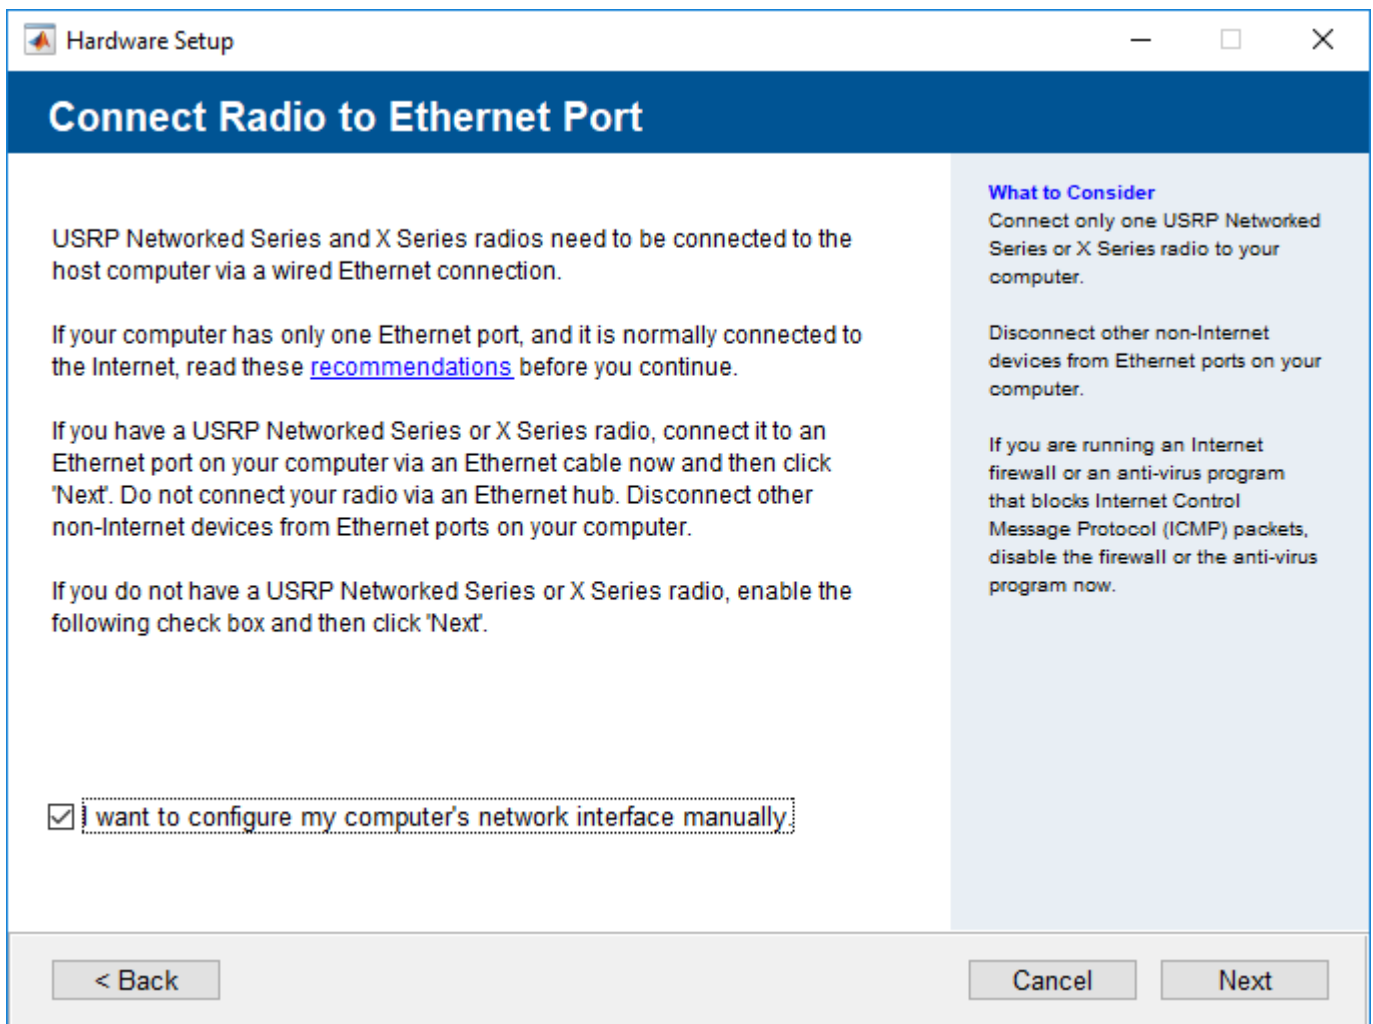 Hardware Setup
Connect Radio to Ethernet Port
USRP Networked Series and X Series radios need to be connected to the
host computer via a wired Ethernet connection.
If your computer has only one Ethernet port, and it is normally connected to
the Internet, read these recommendations before you continue.
If you have a USRP Networked Series or X Series radio, connect it to an
Ethernet port on your computer via an Ethernet cable now and then click
'Next'. Do not connect your radio via an Ethernet hub. Disconnect other
non-Internet devices from Ethernet ports on your computer.
If you do not have a USRP Networked Series or X Series radio, enable the
following check box and then click 'Next'.
I want to configure my computer's network interface manually.
What to Consider
Connect only one USRP Networked
Series or X Series radio to your
computer.
Disconnect other non-Internet
devices from Ethernet ports on your
computer.
If you are running an Internet
firewall or an anti-virus program
that blocks Internet Control
Message Protocol (ICMP) packets,
disable the firewall or the anti-virus
program now.
< Back
Cancel
Next